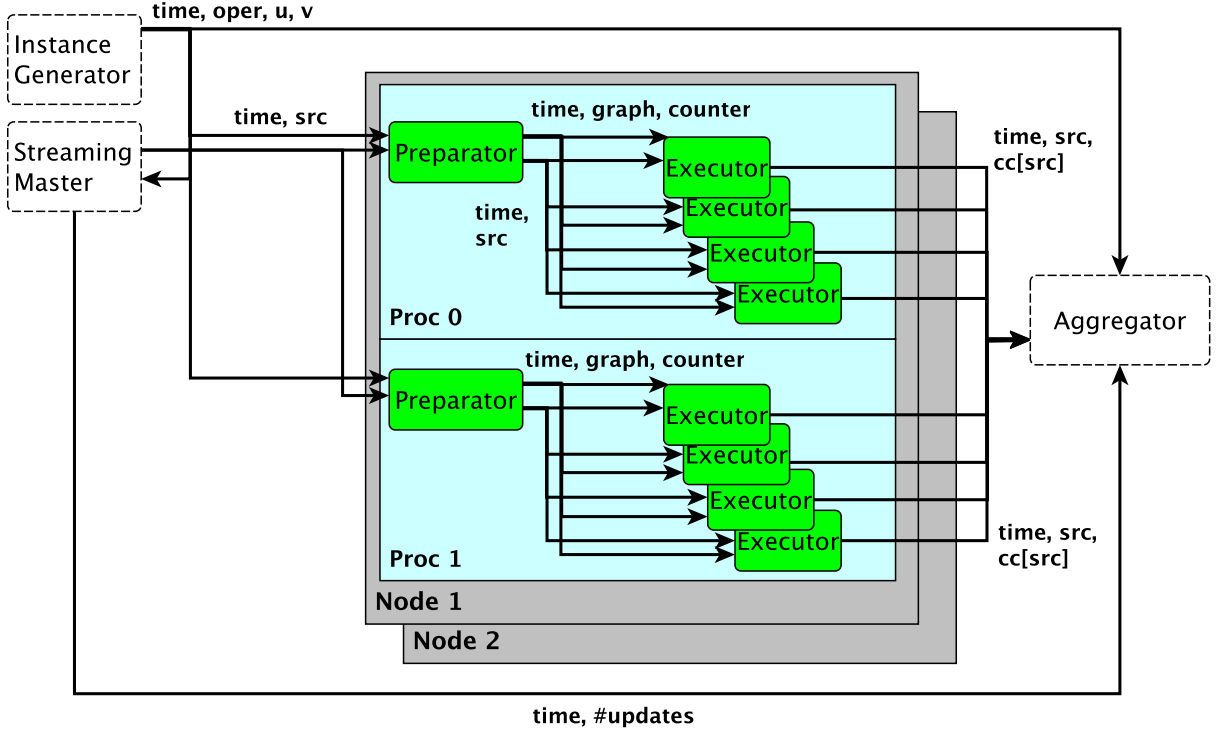 time, oper, u, v
Instance
Generator
Streaming
Master
time, src
time, graph, counter
Preparator
Executor
Executor
Executor
Executor
time,
src
Proc 0
time, graph, counter
Preparator
Executor
Executor
Executor
Executor
Proc 1
Node 1
Node 2
time, src,
cc[src]
Aggregator
time, src,
cc[src]
time, #updates